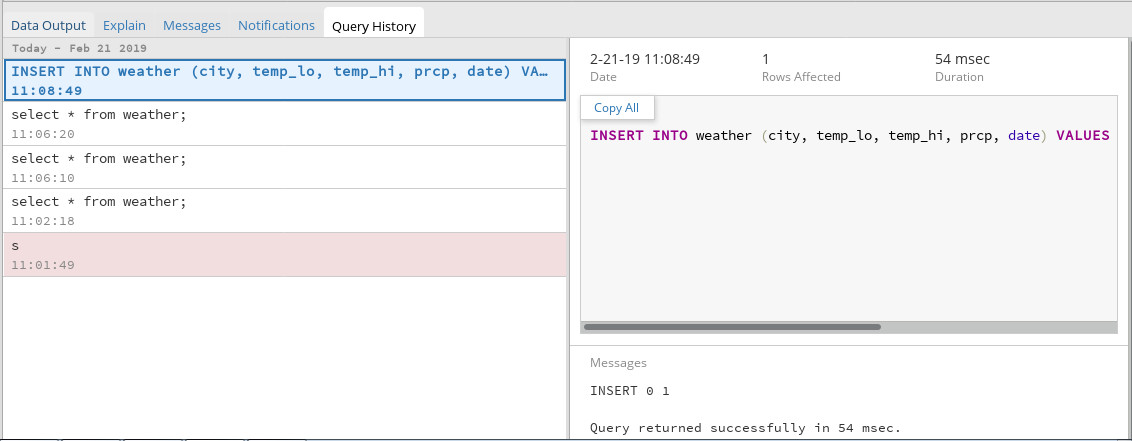 Data Output Explain Messages Notifications Query History
Today - Feb 21 2019
INSERT INTO weather (city, temp_lo, temp_hi, prcp, date) VA…
11:08:49
select * from weather;
11:06:20
select * from weather;
11:06:10
select * from weather;
11:02:18
s
11:01:49
2-21-19 11:08:49 1 54 msec
Date Rows Affected Duration
Copy All
INSERT INTO weather (city, temp_lo, temp_hi, prcp, date) VALUES
Messages
INSERT 0 1
Query returned successfully in 54 msec.